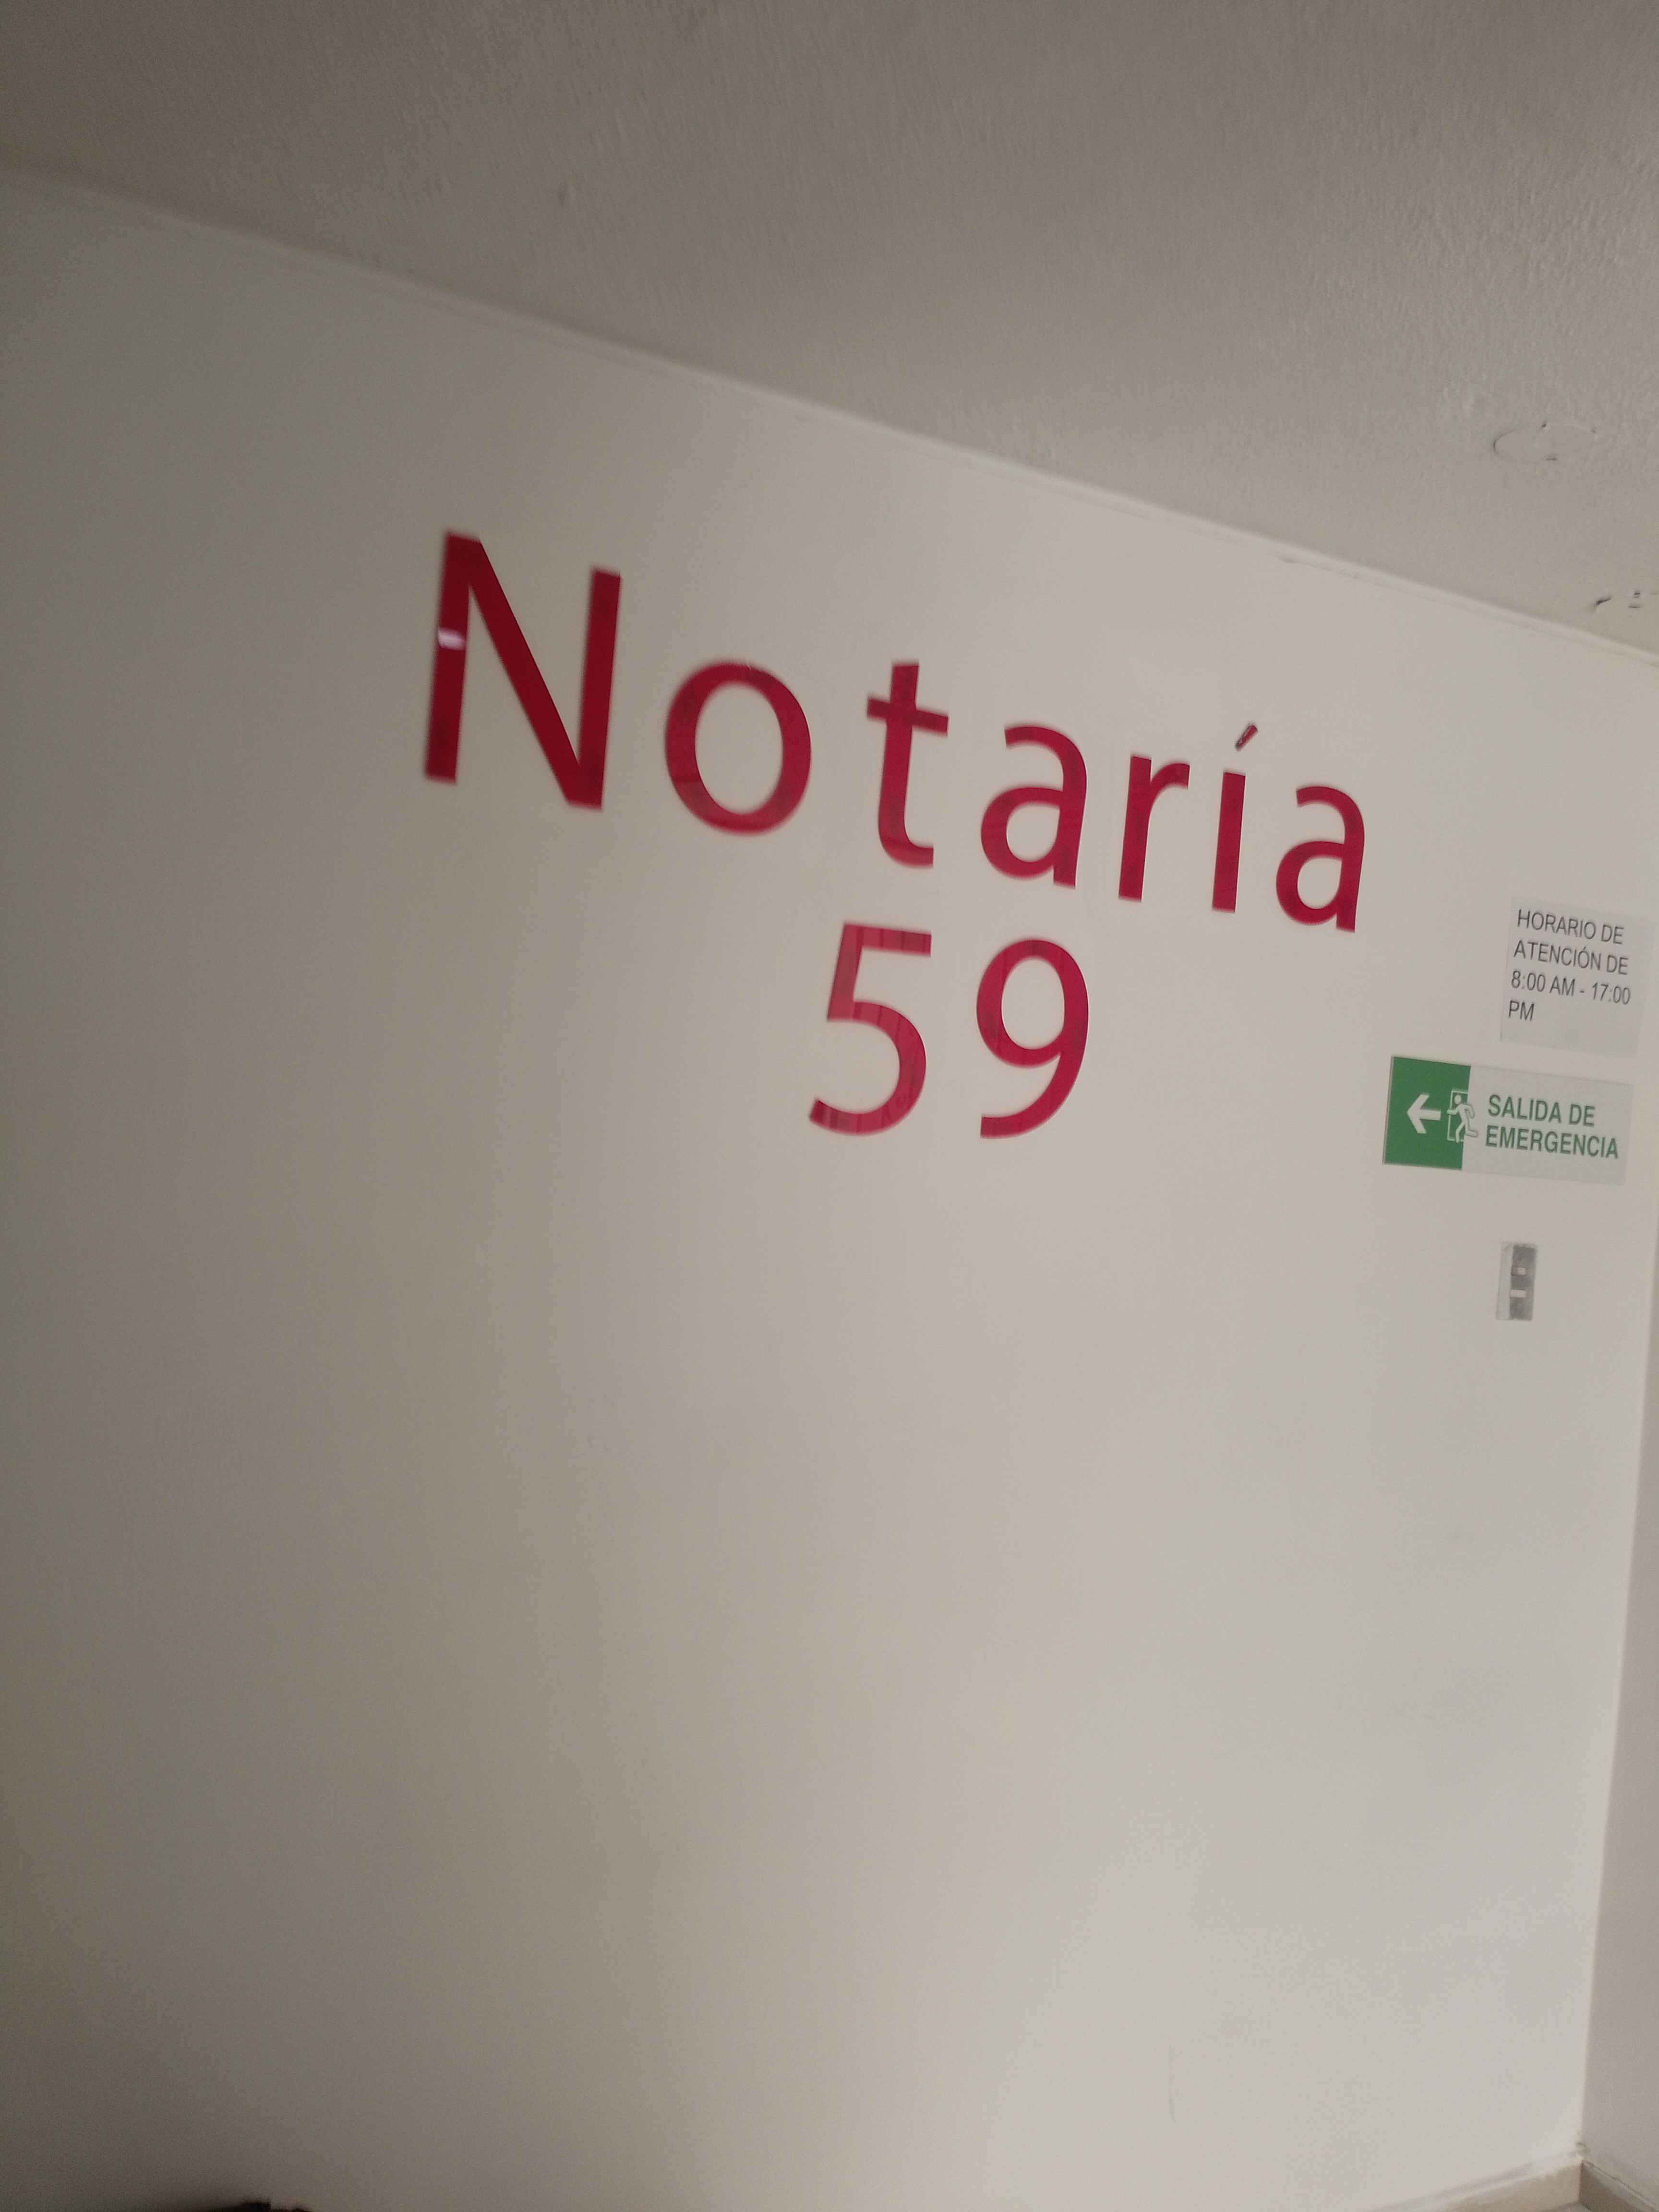 Notaría
59
HORARIO DE
ATENCIÓN DE
8:00 AM - 17:00
PM
SALIDA DE
EMERGENCIA